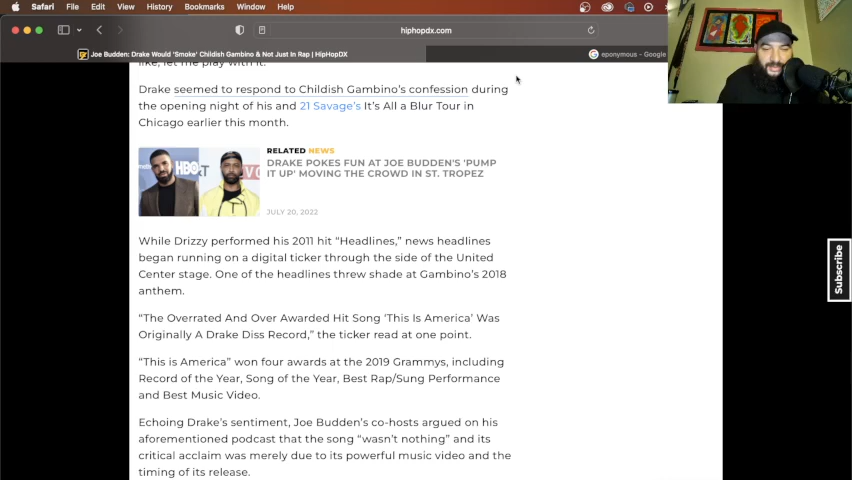 Safari File Edit View History Bookmarks Window Help
hiphopdx.com
Joe Budden: Drake Would 'Smoke' Childish Gambino & Not Just In Rap | HipHopDX
eponymous - Google
like, let me play with it.
Drake seemed to respond to Childish Gambino's confession during
the opening night of his and 21 Savage's It's All a Blur Tour in
Chicago earlier this month.
RELATED NEWS
DRAKE POKES FUN AT JOE BUDDEN'S 'PUMP
IT UP' MOVING THE CROWD IN ST. TROPEZ
JULY 20, 2022
HBO
While Drizzy performed his 2011 hit “Headlines,” news headlines
began running on a digital ticker through the side of the United
Center stage. One of the headlines threw shade at Gambino's 2018
anthem.
“The Overrated And Over Awarded Hit Song ‘This Is America’ Was
Originally A Drake Diss Record,” the ticker read at one point.
“This is America” won four awards at the 2019 Grammys, including
Record of the Year, Song of the Year, Best Rap/Sung Performance
and Best Music Video.
Echoing Drake's sentiment, Joe Budden's co-hosts argued on his
aforementioned podcast that the song “wasn't nothing” and its
critical acclaim was merely due to its powerful music video and the
timing of its release.
Subscribe